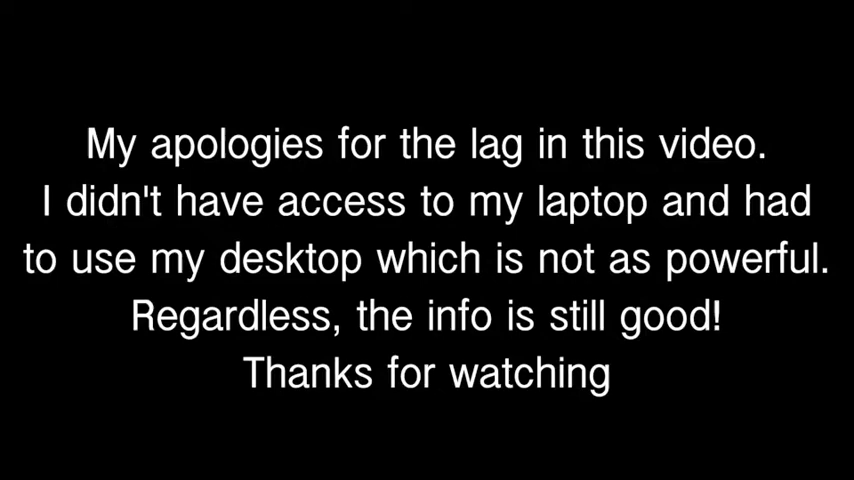 My apologies for the lag in this video.
I didn't have access to my laptop and had
to use my desktop which is not as powerful.
Regardless, the info is still good!
Thanks for watching